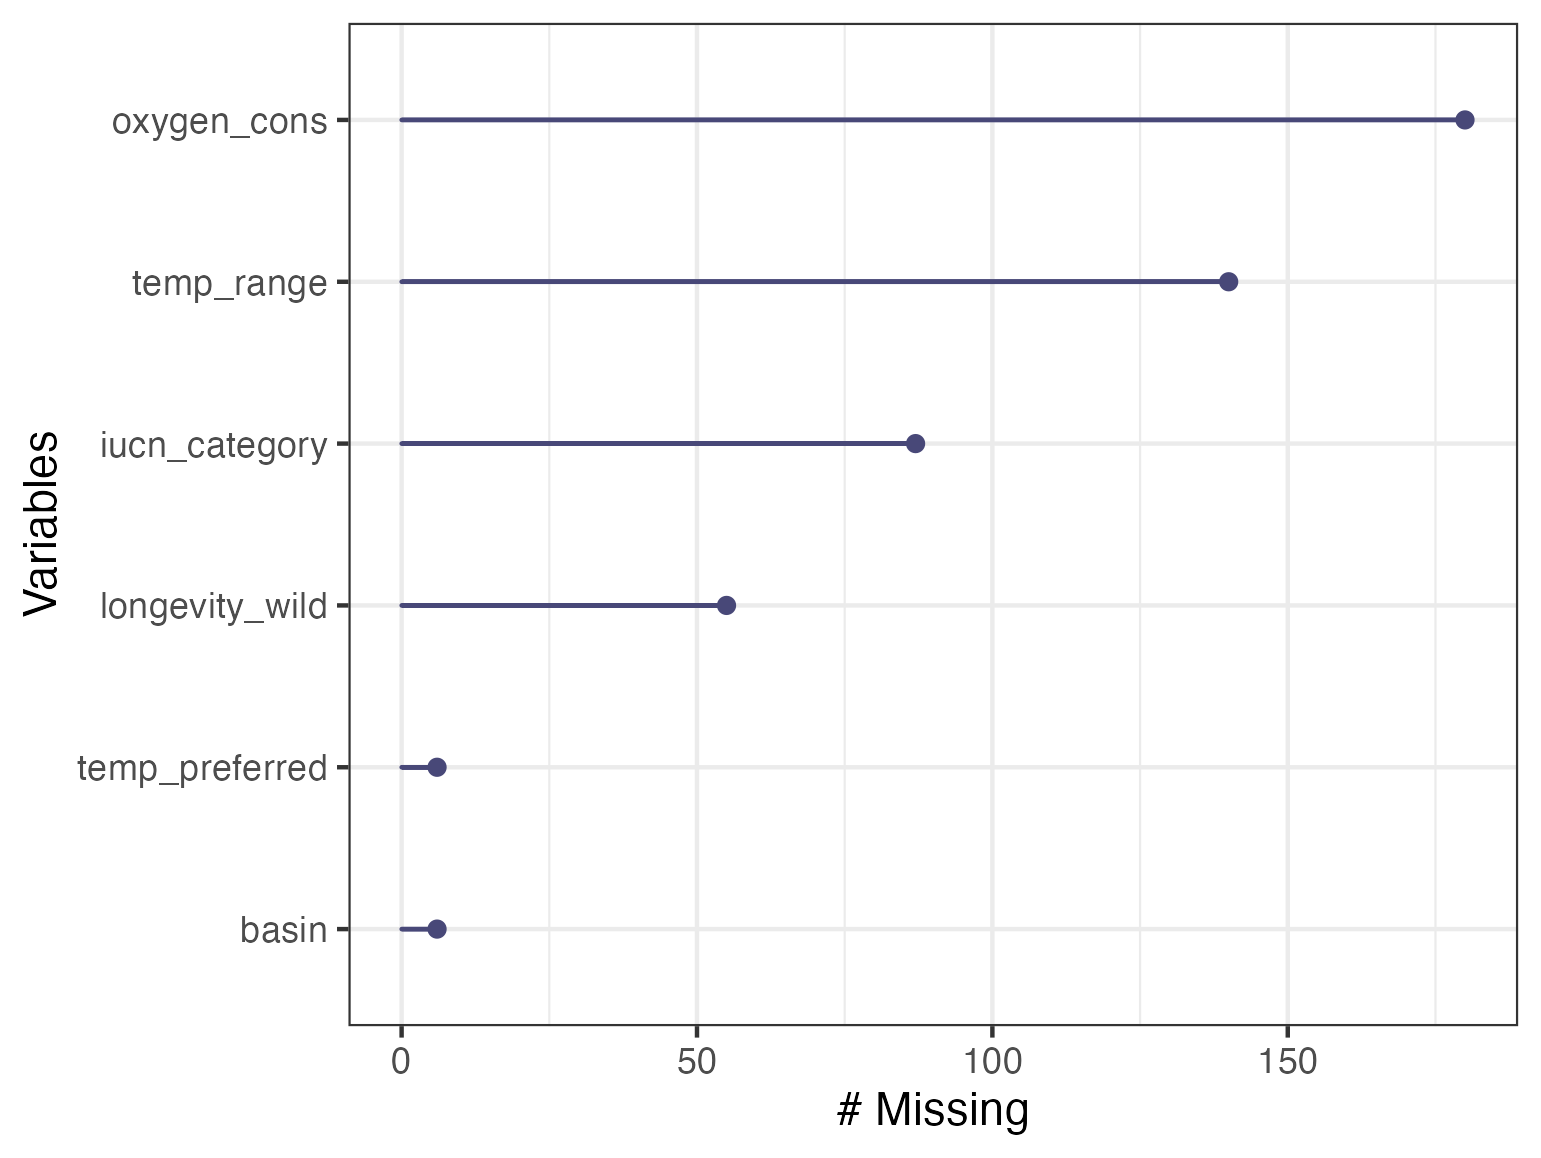 oxygen_cons
temp_range
iucn_category
longevity_wild
temp_preferred
basin
Variables
0 50 100 150
# Missing